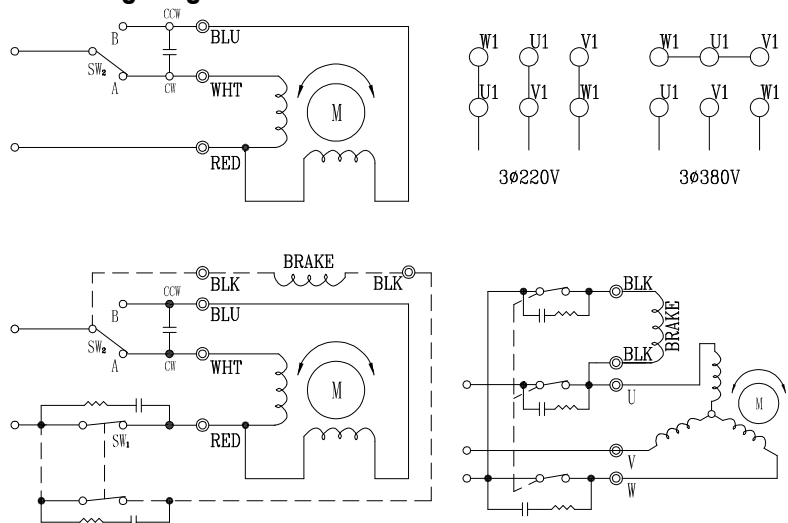 CCW
B
BLU
SW₂
A
CW
WHT
M
RED
W1 U1 V1
U1 V1 W1
3ø220V
W1 U1 V1
U1 V1 W1
3ø380V
BRAKE
BLK
BLK
CCW
B
BLU
SW₂
A
CW
WHT
M
SW₁
RED
BLK
BRAKE
BLK
U
M
V
W